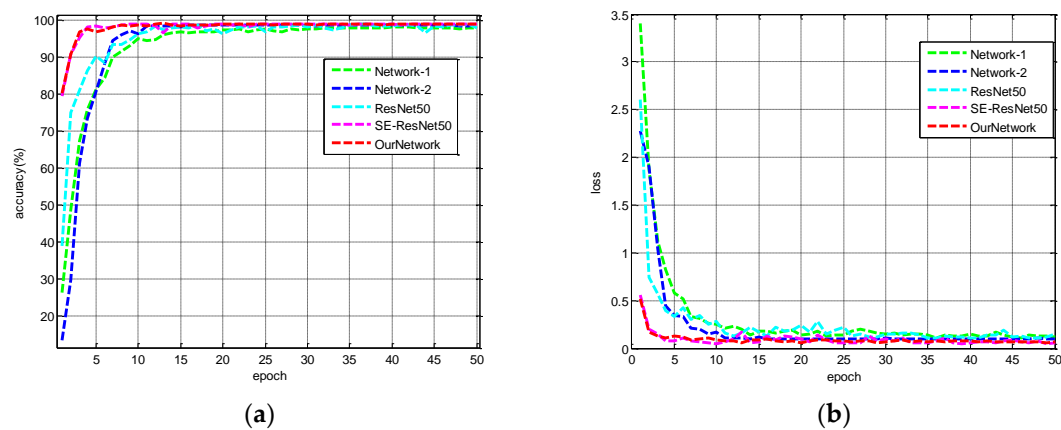 100
90
80
70
60
50
40
30
20
5 10 15 20 25 30 35 40 45 50
accuracy(%)
epoch
Network-1
Network-2
ResNet50
SE-ResNet50
OurNetwork
(a)
3.5
3
2.5
2
1.5
1
0.5
0
0 5 10 15 20 25 30 35 40 45 50
loss
epoch
Network-1
Network-2
ResNet50
SE-ResNet50
OurNetwork
(b)